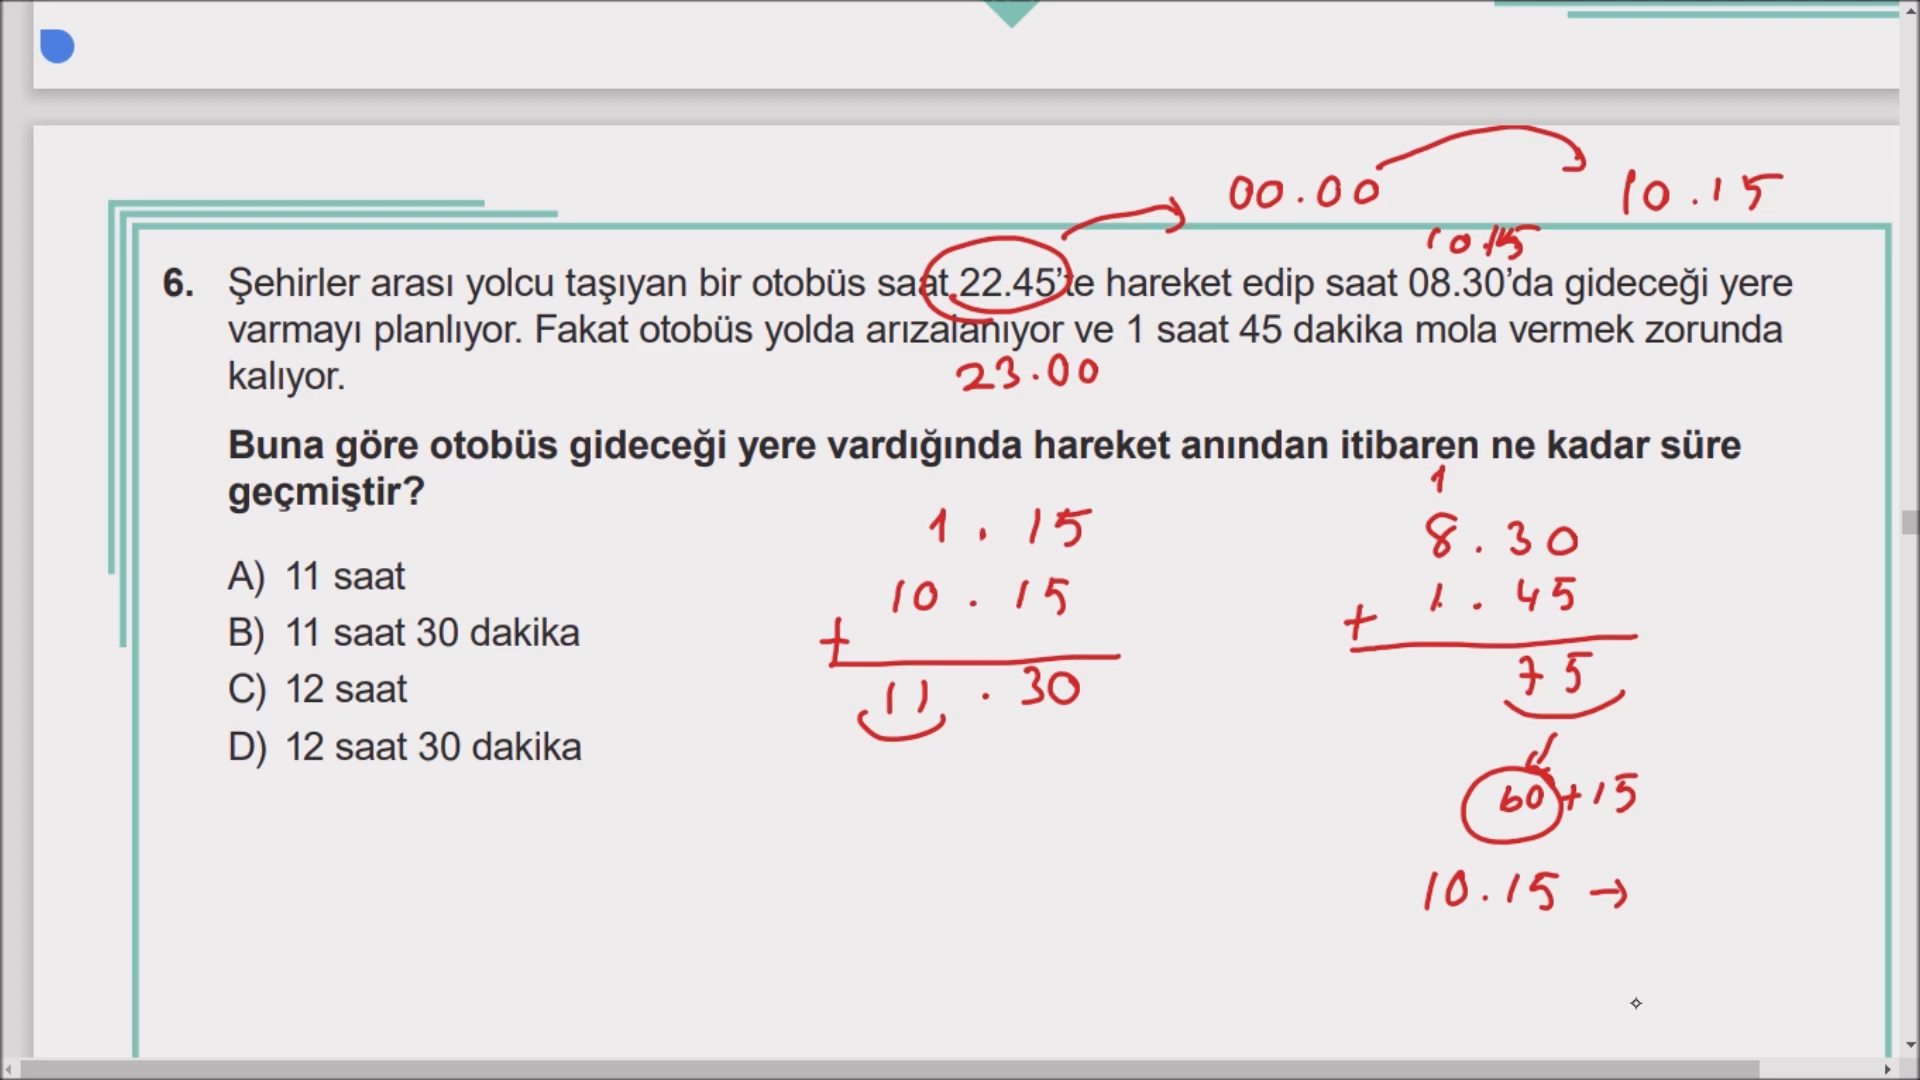 00.00
10.15
10.15
6. Şehirler arası yolcu taşıyan bir otobüs saat 22.45’te hareket edip saat 08.30’da gideceği yere
varmayı planlıyor. Fakat otobüs yolda arızalanıyor ve 1 saat 45 dakika mola vermek zorunda
kalıyor.
23.00
Buna göre otobüs gideceği yere vardığında hareket anından itibaren ne kadar süre
geçmiştir?
A) 11 saat
B) 11 saat 30 dakika
C) 12 saat
D) 12 saat 30 dakika
1.15
10.15
+
11.30
1
8.30
1.45
+
75
60+15
10.15 →